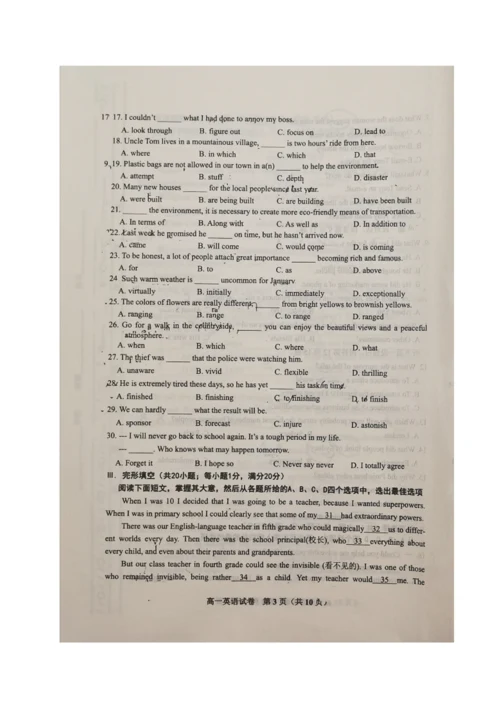 17 17. I couldn't ______ what I had done to annoy my boss.
A. look through B. figure out C. focus on D. lead to
18. Uncle Tom lives in a mountainous village, ______ is two hours' ride from here.
A. where B. in which C. which D. that
9, 19. Plastic bags are not allowed in our town in a(n) ______ to help the environment.
A. attempt B. stuff C. depth D. disaster
20. Many new houses ______ for the local people since last year.
A. were built B. are being built C. are building D. have been built
21. ______ the environment, it is necessary to create more eco-friendly means of transportation.
A. In terms of B. Along with C. As well as D. In addition to
22. Last week he promised he ______ on time, but he hasn't arrived now.
A. came B. will come C. would come D. is coming
23. To be honest, a lot of people attach great importance ______ becoming rich and famous.
A. for B. to C. as D. above
24 Such warm weather is ______ uncommon for January.
A. virtually B. initially C. immediately D. exceptionally
25. The colors of flowers are really different, ______ from bright yellows to brownish yellows.
A. ranging B. range C. to range D. ranged
26. Go for a walk in the countryside, ______ you can enjoy the beautiful views and a peaceful
atmosphere.
A. when B. which C. where D. what
27. The thief was ______ that the police were watching him.
A. unaware B. vivid C. flexible D. thrilling
28. He is extremely tired these days, so he has yet ______ his task on time.
A. finished B. finishing C. to finishing D. to finish
29. We can hardly ______ what the result will be.
A. sponsor B. forecast C. injure D. astonish
30. --- I will never go back to school again. It's a tough period in my life.
--- ______. Who knows what may happen tomorrow.
A. Forget it B. I hope so C. Never say never D. I totally agree
III. 完形填空（共20小题；每小题1分，满分20分）
阅读下面短文，掌握其大意，然后从各题所给的A、B、C、D四个选项中，选出最佳选项
When I was 10 I decided that I was going to be a teacher, because I wanted superpowers.
When I was in primary school I could clearly see that some of my 31 had extraordinary powers.
There was our English-language teacher in fifth grade who could magically 32 us to differ-
ent worlds every day. Then there was the school principal(校长), who 33 everything about
every child, and even about their parents and grandparents.
But our class teacher in fourth grade could see the invisible (看不见的). I was one of those
who remained invisible, being rather 34 as a child. Yet my teacher would 35 me. The
高一英语试卷 第3页（共10页）